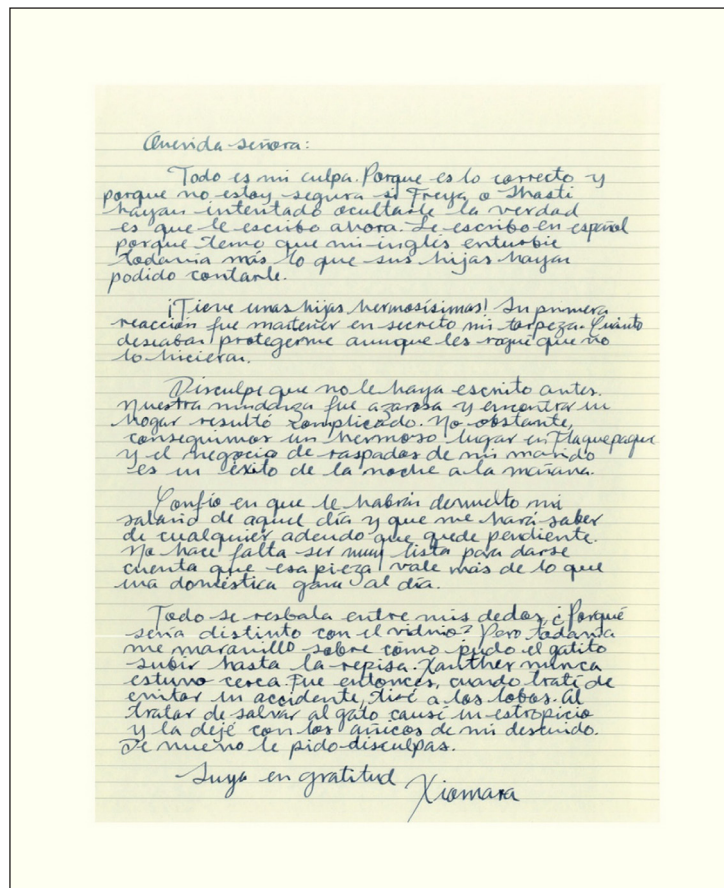 Querida señora:
Todo es mi culpa. Porque es lo correcto y
porque no estoy segura si Freya o Shasti
hayan intentado ocultarle la verdad
es que le escribo ahora. Le escribo en español
porque temo que mi inglés enturbie
todavía más lo que sus hijas hayan
podido contarle.
¡Tiene unas hijas hermosísimas! Su primera
reacción fue mantener en secreto mi torpeza. Cuánto
deseaban protegerme aunque les rogué que no
lo hicieran.
Disculpe que no le haya escrito antes.
Nuestra mudanza fue azarosa y encontrar un
hogar resultó complicado. No obstante,
conseguimos un hermoso lugar en Tlaquepaque
y el negocio de raspados de mi marido
es un éxito de la noche a la mañana.
Confío en que le habrán devuelto mi
salario de aquel día y que me hará saber
de cualquier adeudo que quede pendiente.
No hace falta ser muy lista para darse
cuenta que esa pieza vale más de lo que
una doméstica gana al día.
Todo se resbala entre mis dedos, ¿Porqué
sería distinto con el vidrio? Pero todavía
me maravillo sobre cómo pudo el gatito
subir hasta la repisa. Xanther nunca
estuvo cerca. Fue entonces, cuando traté de
evitar un accidente, tiré a los lobos. Al
tratar de salvar al gato causé un estropicio
y la dejé con los añicos de mi descuido.
De nuevo le pido disculpas.
Suya en gratitud
Xiomara